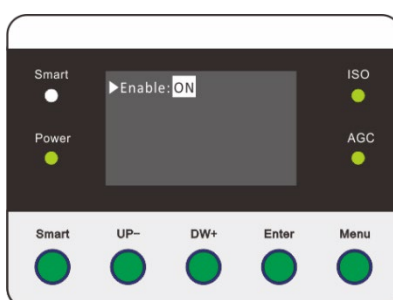 Smart
ISO
▶Enable:ON
Power
AGC
Smart UP- DW+ Enter Menu